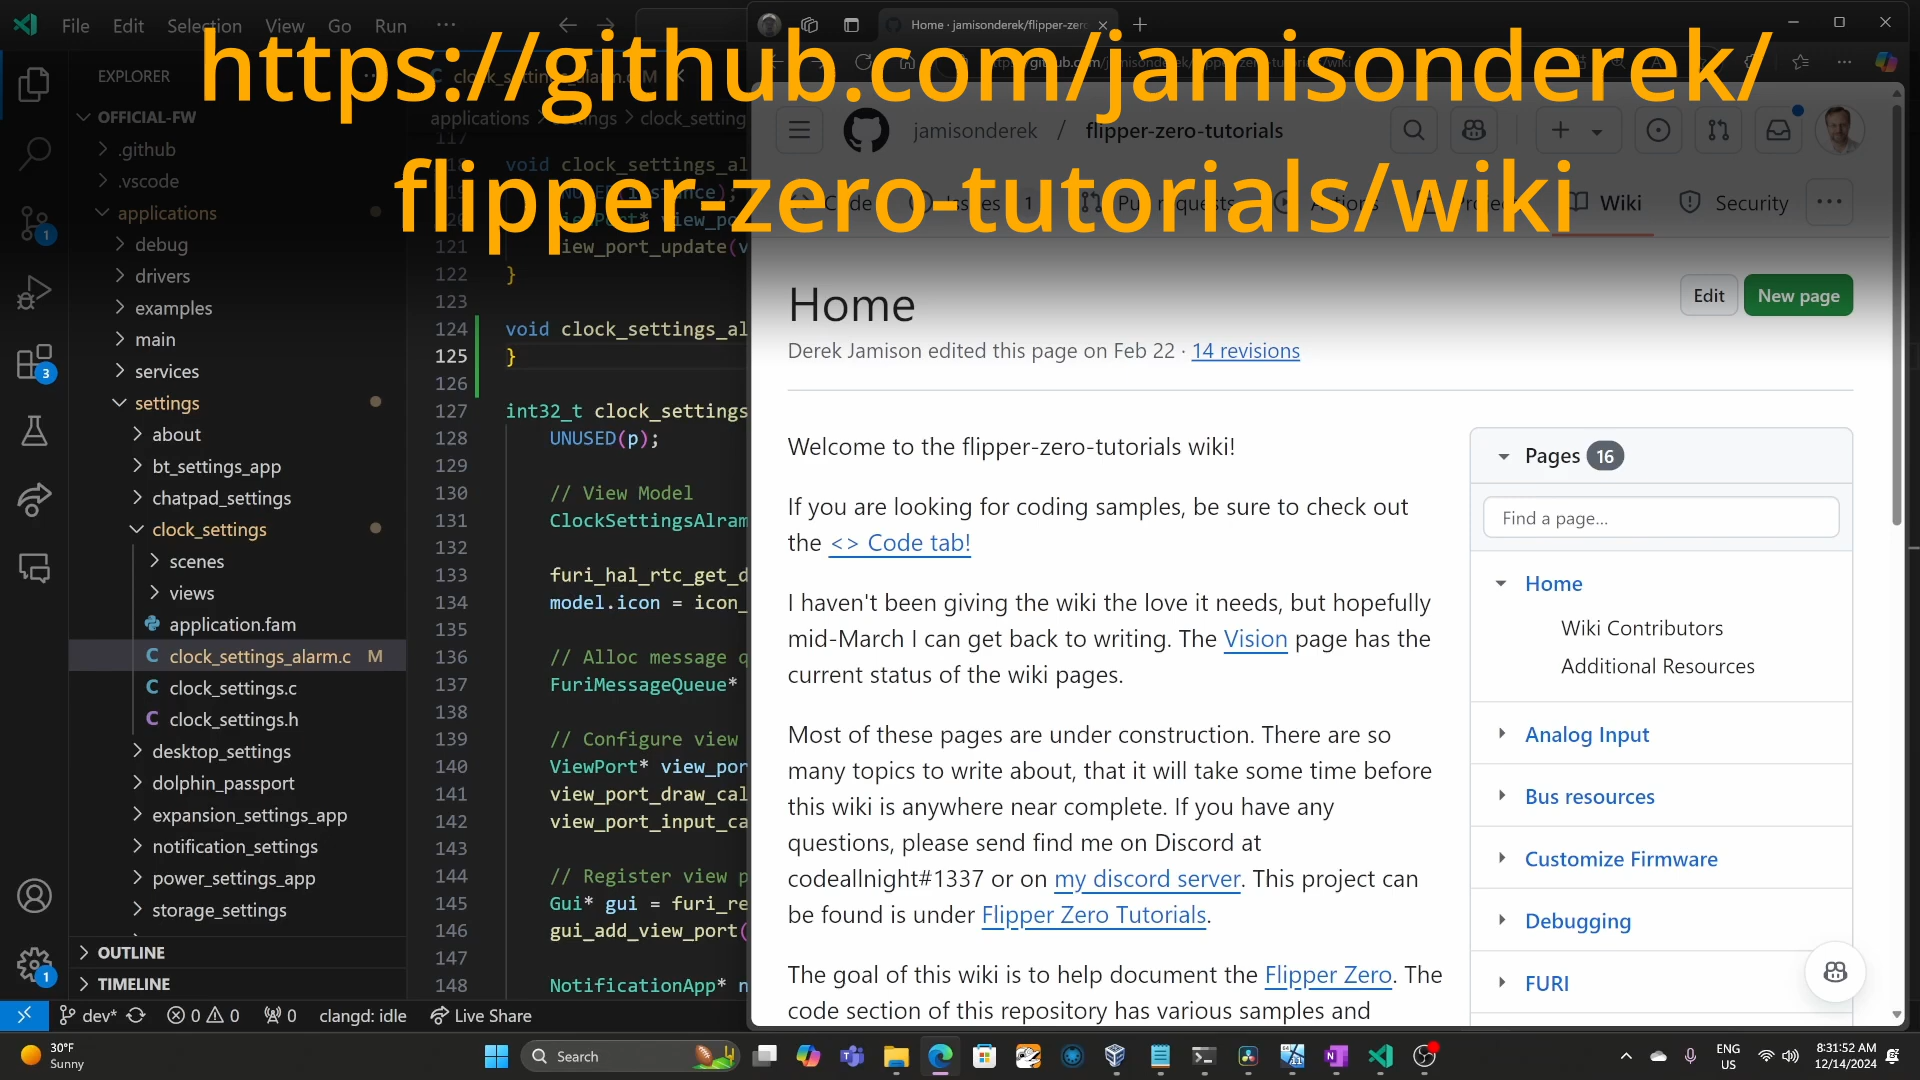 File Edit Selection View Go Run ···
Home · jamisonderek/flipper-zero
https://github.com/jamisonderek/
flipper-zero-tutorials/wiki
EXPLORER
OFFICIAL-FW
.github
.vscode
applications
debug
drivers
examples
main
services
settings
about
bt_settings_app
chatpad_settings
clock_settings
scenes
views
application.fam
clock_settings_alarm.c M
clock_settings.c
clock_settings.h
desktop_settings
dolphin_passport
expansion_settings_app
notification_settings
power_settings_app
storage_settings
OUTLINE
TIMELINE
void clock_settings_al
121 view_port_update(v
122 }
123
124 void clock_settings_al
125 }
126
127 int32_t clock_settings
128 UNUSED(p);
129
130 // View Model
131 ClockSettingsAlram
132
133 furi_hal_rtc_get_d
134 model.icon = icon_
135
136 // Alloc message q
137 FuriMessageQueue*
138
139 // Configure view
140 ViewPort* view_por
141 view_port_draw_cal
142 view_port_input_ca
143
144 // Register view p
145 Gui* gui = furi_re
146 gui_add_view_port(
147
148 NotificationApp* n
jamisonderek / flipper-zero-tutorials
Wiki Security
Home
Edit New page
Derek Jamison edited this page on Feb 22 · 14 revisions
Welcome to the flipper-zero-tutorials wiki!
If you are looking for coding samples, be sure to check out
the <> Code tab!
I haven't been giving the wiki the love it needs, but hopefully
mid-March I can get back to writing. The Vision page has the
current status of the wiki pages.
Most of these pages are under construction. There are so
many topics to write about, that it will take some time before
this wiki is anywhere near complete. If you have any
questions, please send find me on Discord at
codeallnight#1337 or on my discord server. This project can
be found is under Flipper Zero Tutorials.
The goal of this wiki is to help document the Flipper Zero. The
code section of this repository has various samples and
Pages 16
Find a page...
Home
Wiki Contributors
Additional Resources
Analog Input
Bus resources
Customize Firmware
Debugging
FURI
dev* 0 0 0 clangd: idle Live Share
30°F
Sunny
Search
ENG
US
8:31:52 AM
12/14/2024